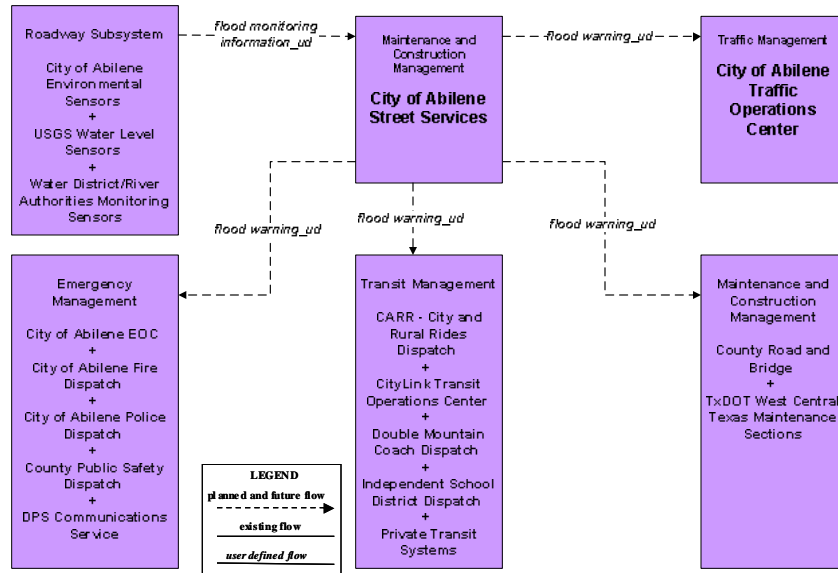 Roadway Subsystem
City of Abilene
Environmental
Sensors
+
USGS Water Level
Sensors
+
Water District/River
Authorities Monitoring
Sensors
flood monitoring
information_ud
Maintenance and
Construction
Management
City of Abilene
Street Services
flood warning_ud
Traffic Management
City of Abilene
Traffic
Operations
Center
flood warning_ud
flood warning_ud
flood warning_ud
Emergency
Management
City of Abilene EOC
+
City of Abilene Fire
Dispatch
+
City of Abilene Police
Dispatch
+
County Public Safety
Dispatch
+
DPS Communications
Service
Transit Management
CARR - City and
Rural Rides
Dispatch
+
CityLink Transit
Operations Center
+
Double Mountain
Coach Dispatch
+
Independent School
District Dispatch
+
Private Transit
Systems
Maintenance and
Construction
Management
County Road and
Bridge
+
TxDOT West Central
Texas Maintenance
Sections
LEGEND
planned and future flow
existing flow
user defined flow